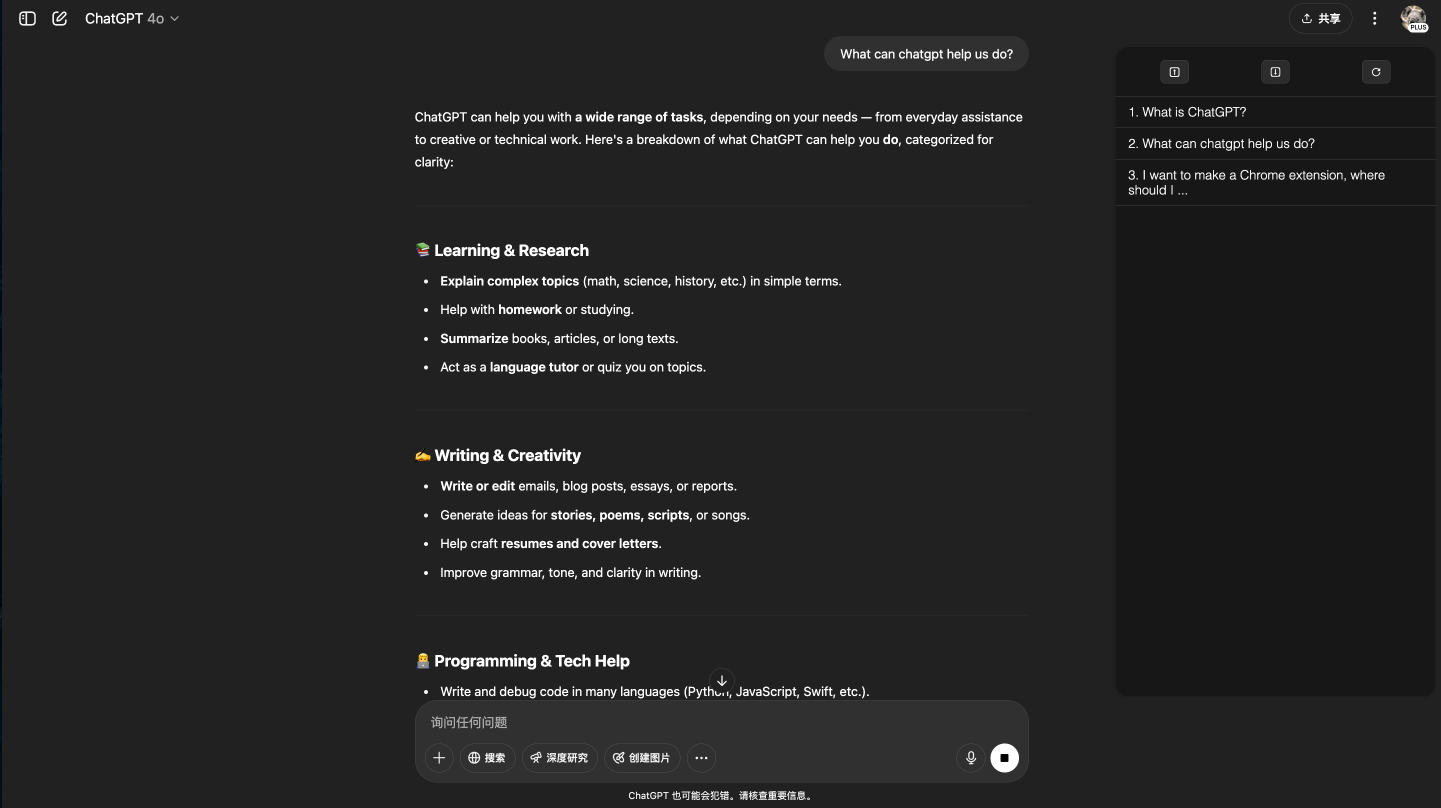 ChatGPT 4o
共享
PLUS
What can chatgpt help us do?
ChatGPT can help you with a wide range of tasks, depending on your needs — from everyday assistance
to creative or technical work. Here's a breakdown of what ChatGPT can help you do, categorized for
clarity:
📚 Learning & Research
• Explain complex topics (math, science, history, etc.) in simple terms.
• Help with homework or studying.
• Summarize books, articles, or long texts.
• Act as a language tutor or quiz you on topics.
✍️ Writing & Creativity
• Write or edit emails, blog posts, essays, or reports.
• Generate ideas for stories, poems, scripts, or songs.
• Help craft resumes and cover letters.
• Improve grammar, tone, and clarity in writing.
🧑‍💻 Programming & Tech Help
• Write and debug code in many languages (Python, JavaScript, Swift, etc.).
询问任何问题
搜索
深度研究
创建图片
ChatGPT 也可能会犯错。请核查重要信息。
1. What is ChatGPT?
2. What can chatgpt help us do?
3. I want to make a Chrome extension, where
should I ...